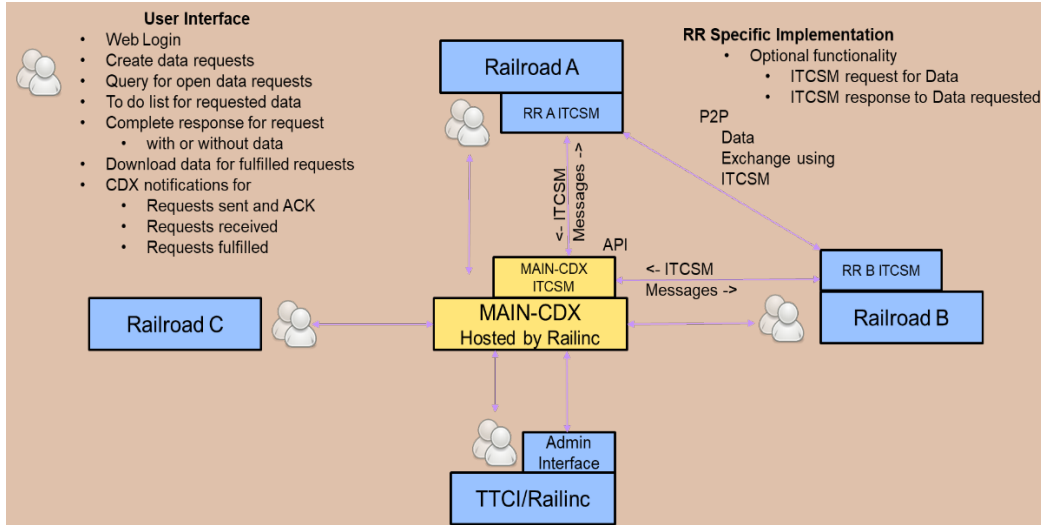 User Interface
• Web Login
• Create data requests
• Query for open data requests
• To do list for requested data
• Complete response for request
• with or without data
• Download data for fulfilled requests
• CDX notifications for
• Requests sent and ACK
• Requests received
• Requests fulfilled
Railroad A
RR A ITCSM
RR Specific Implementation
• Optional functionality
• ITCSM request for Data
• ITCSM response to Data requested
P2P
Data
Exchange using
ITCSM
<- ITCSM
Messages ->
API
MAIN-CDX
ITCSM
MAIN-CDX
Hosted by Railinc
<- ITCSM
Messages ->
RR B ITCSM
Railroad B
Railroad C
Admin
Interface
TTCI/Railinc